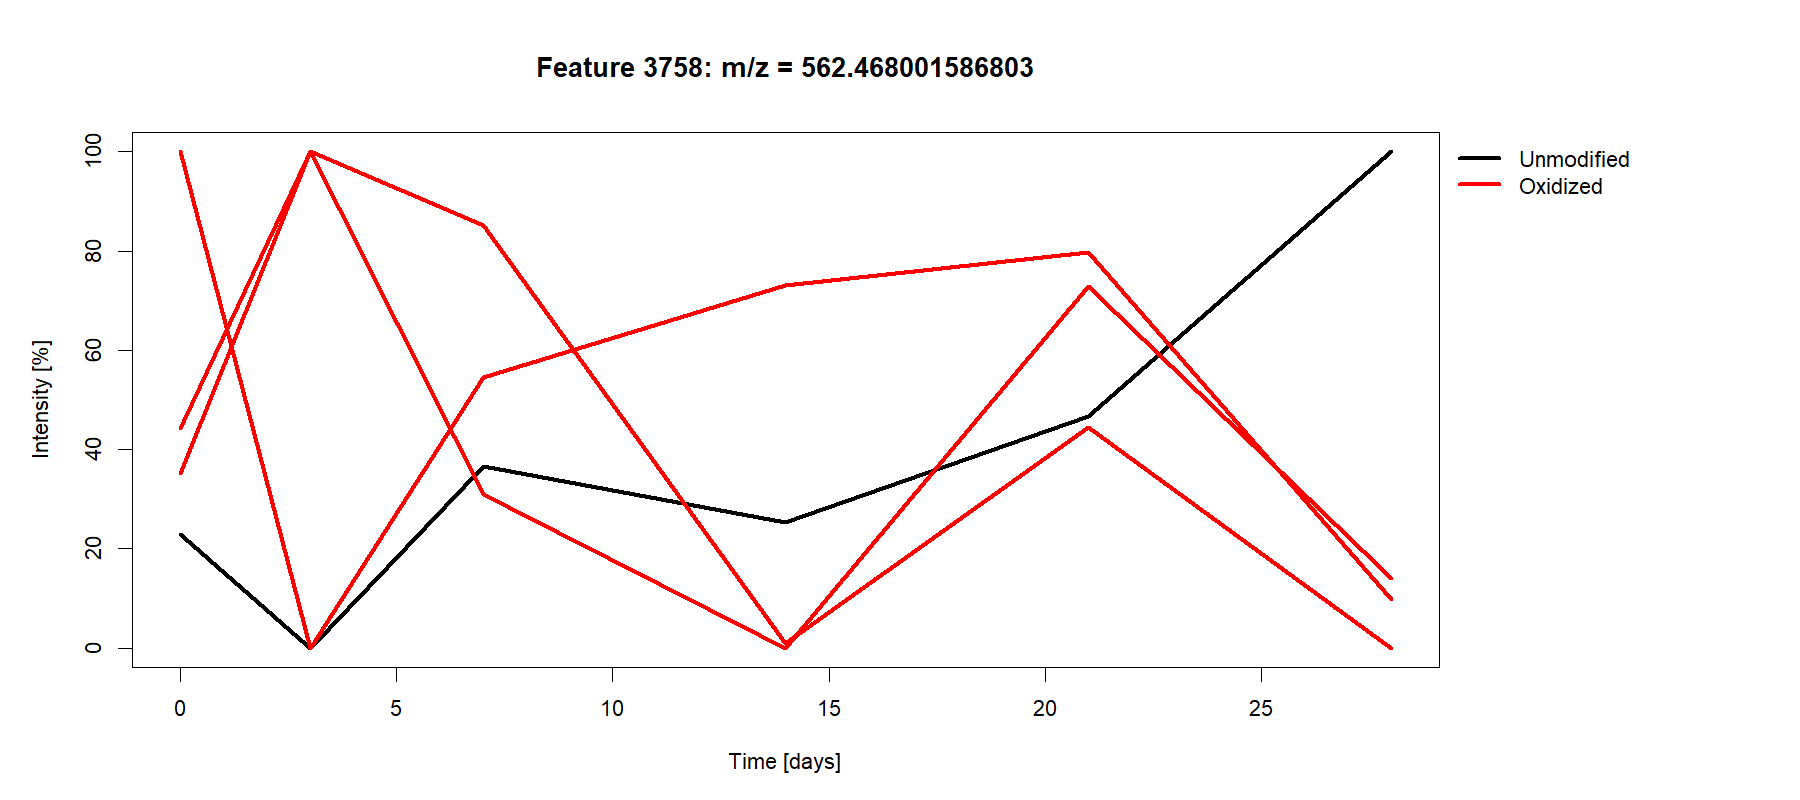 Feature 3758: m/z = 562.468001586803
Unmodified
Oxidized
Intensity [%]
100
80
60
40
20
0
0 5 10 15 20 25
Time [days]